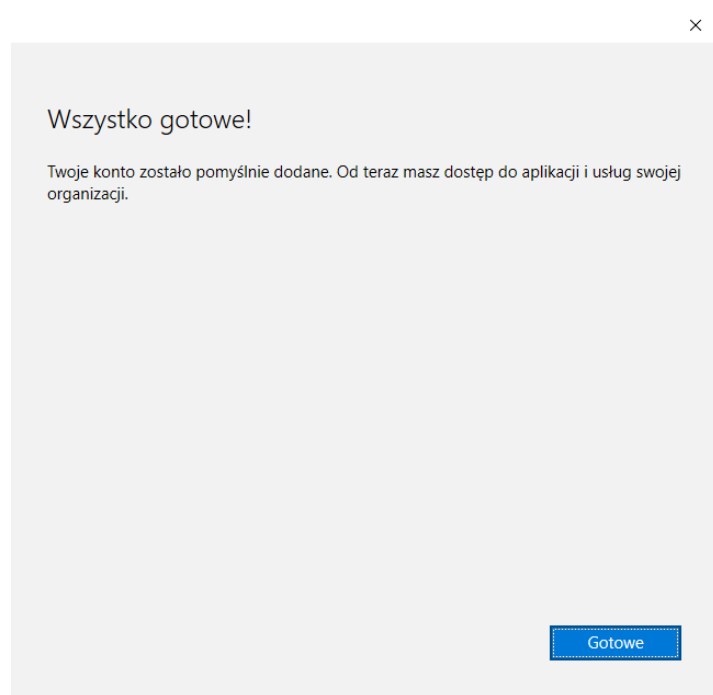 Wszystko gotowe!
Twoje konto zostało pomyślnie dodane. Od teraz masz dostęp do aplikacji i usług swojej
organizacji.
Gotowe